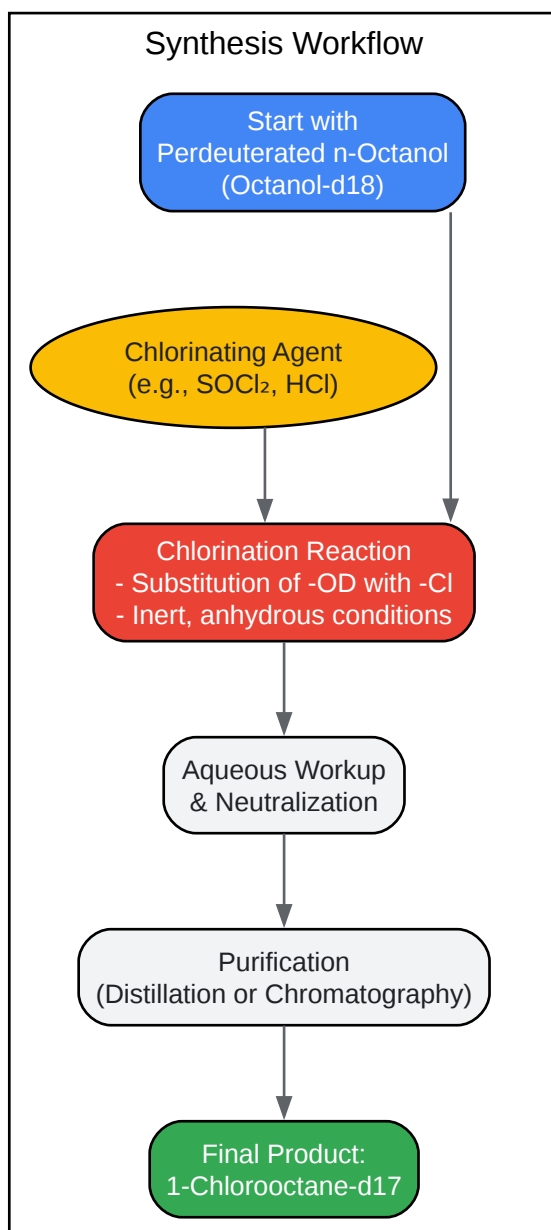 Synthesis Workflow
Start with
Perdeuterated n-Octanol
(Octanol-d18)
Chlorinating Agent
(e.g., SOCl₂, HCl)
Chlorination Reaction
- Substitution of -OD with -Cl
- Inert, anhydrous conditions
Aqueous Workup
& Neutralization
Purification
(Distillation or Chromatography)
Final Product:
1-Chlorooctane-d17